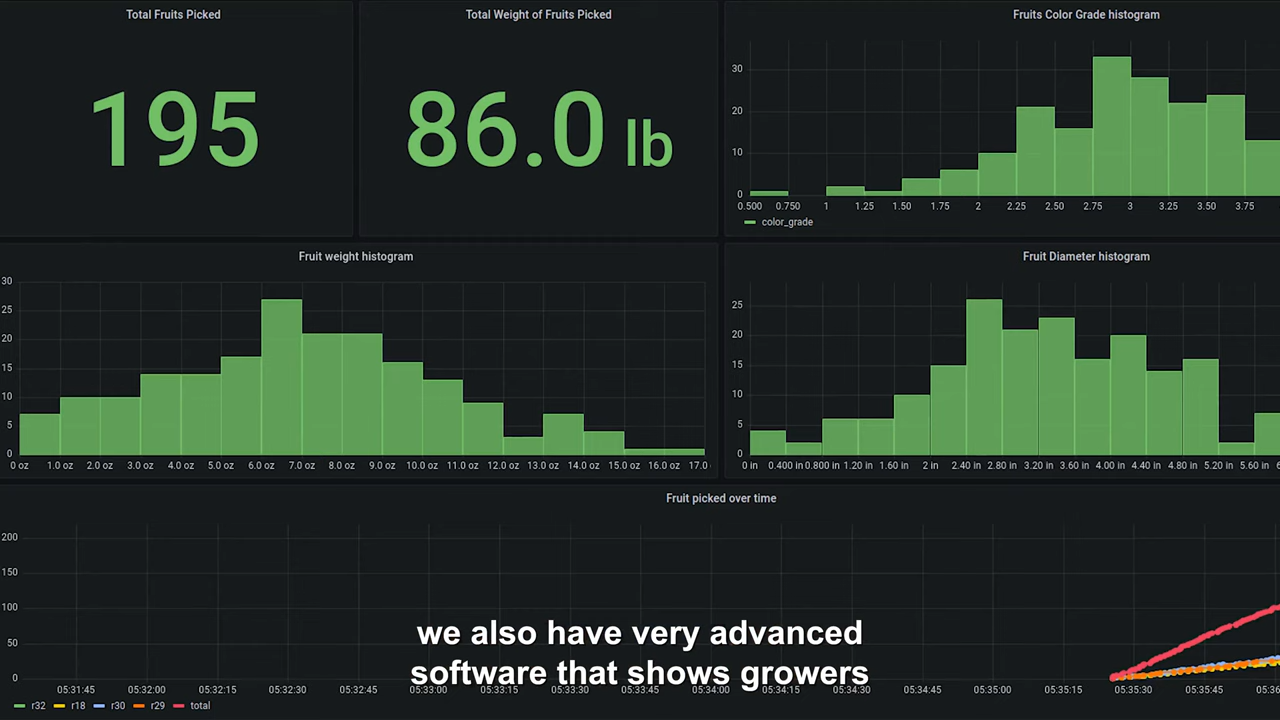 Total Fruits Picked
195
Total Weight of Fruits Picked
86.0 lb
Fruits Color Grade histogram
30
20
10
0
0.500 0.750 1 1.25 1.50 1.75 2 2.25 2.50 2.75 3 3.25 3.50 3.75
color_grade
Fruit weight histogram
30
25
20
15
10
5
0
0 oz 1.0 oz 2.0 oz 3.0 oz 4.0 oz 5.0 oz 6.0 oz 7.0 oz 8.0 oz 9.0 oz 10.0 oz 11.0 oz 12.0 oz 13.0 oz 14.0 oz 15.0 oz 16.0 oz 17.0
Fruit Diameter histogram
25
20
15
10
5
0
0 in 0.400 in 0.800 in 1.20 in 1.60 in 2 in 2.40 in 2.80 in 3.20 in 3.60 in 4.00 in 4.40 in 4.80 in 5.20 in 5.60 in
Fruit picked over time
200
150
100
50
0
we also have very advanced
software that shows growers
05:31:45 05:32:00 05:32:15 05:32:30 05:32:45 05:33:00 05:33:15 05:33:30 05:33:45 05:34:00 05:34:15 05:34:30 05:34:45 05:35:00 05:35:15 05:35:30 05:35:45 05:36
r32 r18 r30 r29 total